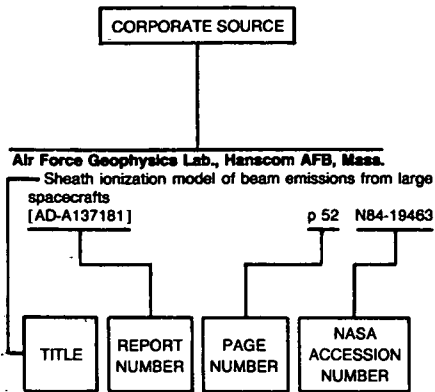 CORPORATE SOURCE
Air Force Geophysics Lab., Hanscom AFB, Mass.
Sheath ionization model of beam emissions from large
spacecrafts
[AD-A137181] p 52 N84-19463
TITLE
REPORT
NUMBER
PAGE
NUMBER
NASA
ACCESSION
NUMBER